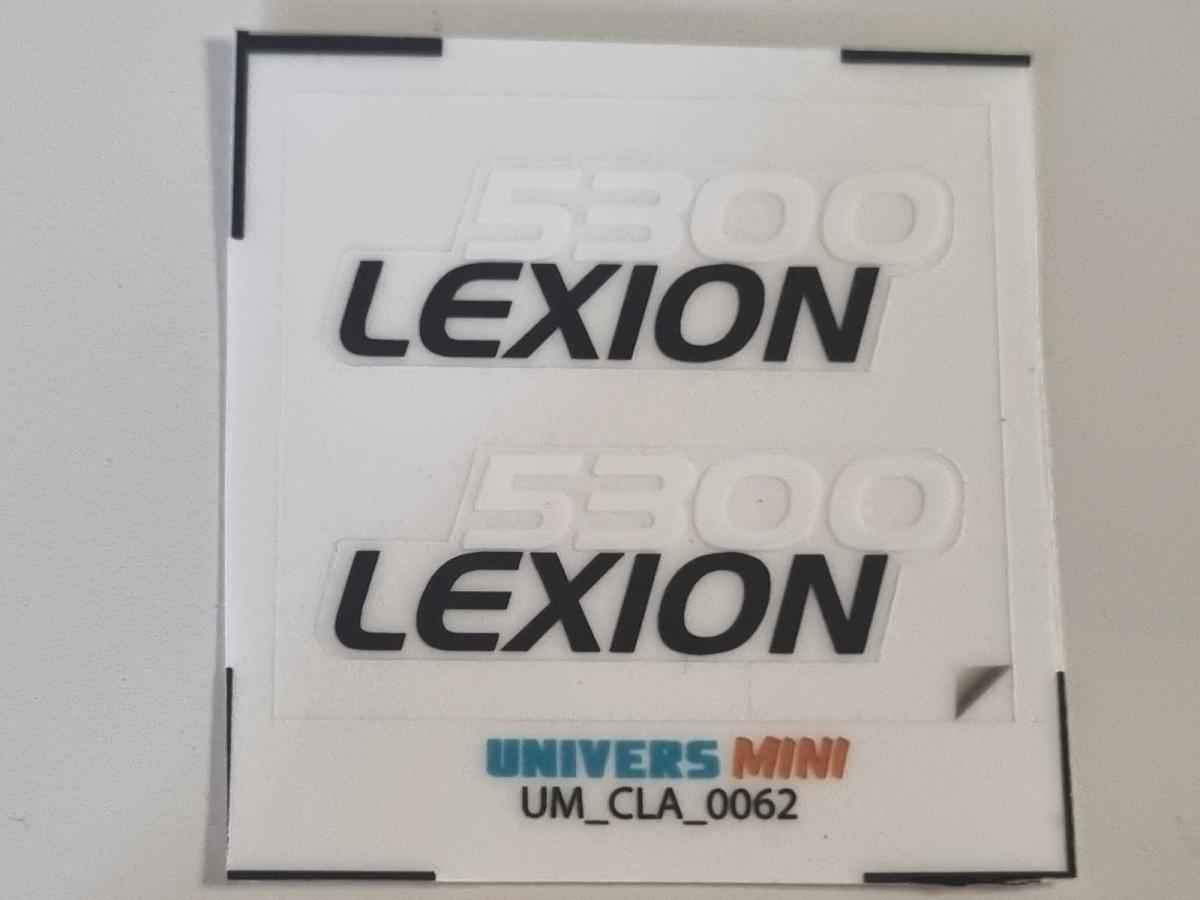 5300
LEXION
5300
LEXION
UNIVERS MINI
UM_CLA_0062